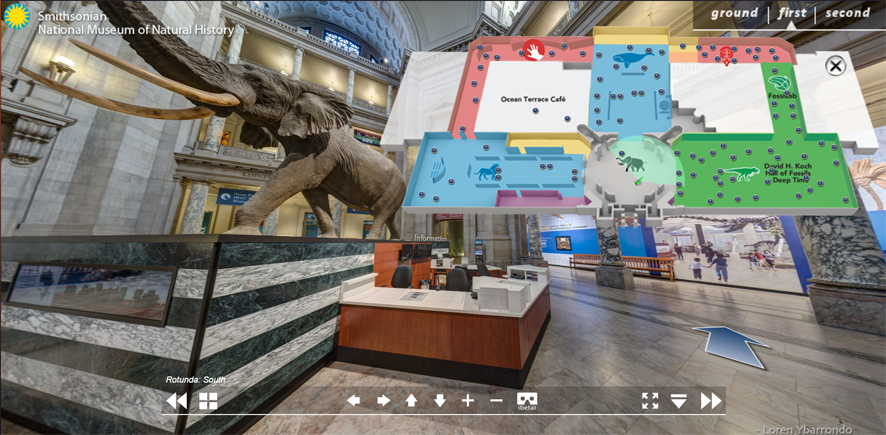 Smithsonian
National Museum of Natural History
ground | first | second
Ocean Terrace Café
FossiLab
David H. Koch
Hall of Fossils
Deep Time
Information
Rotunda: South
(beta)
- Loren Ybarrondo